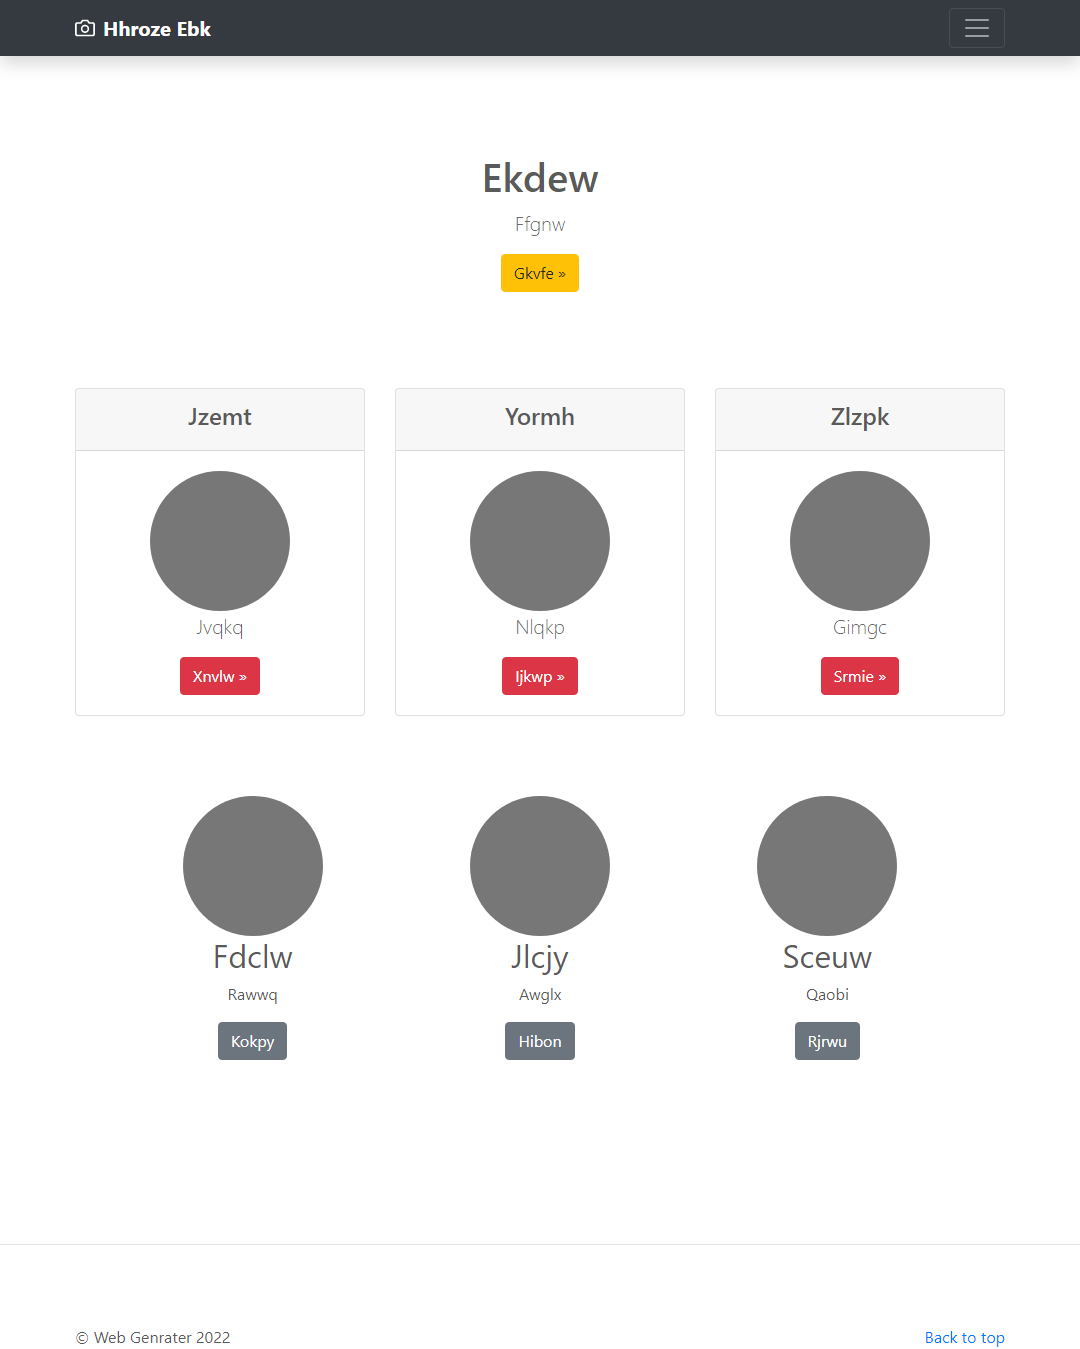 Hhroze Ebk
Ekdew
Ffgnw
Gkvfe »
Jzemt
Yormh
Zlzpk
Jvqkq
Nlqkp
Gimgc
Xnvlw »
Ijkwp »
Srmie »
Fdclw
Jlcjy
Sceuw
Rawwq
Awglx
Qaobi
Kokpy
Hibon
Rjrwu
© Web Genrater 2022
Back to top